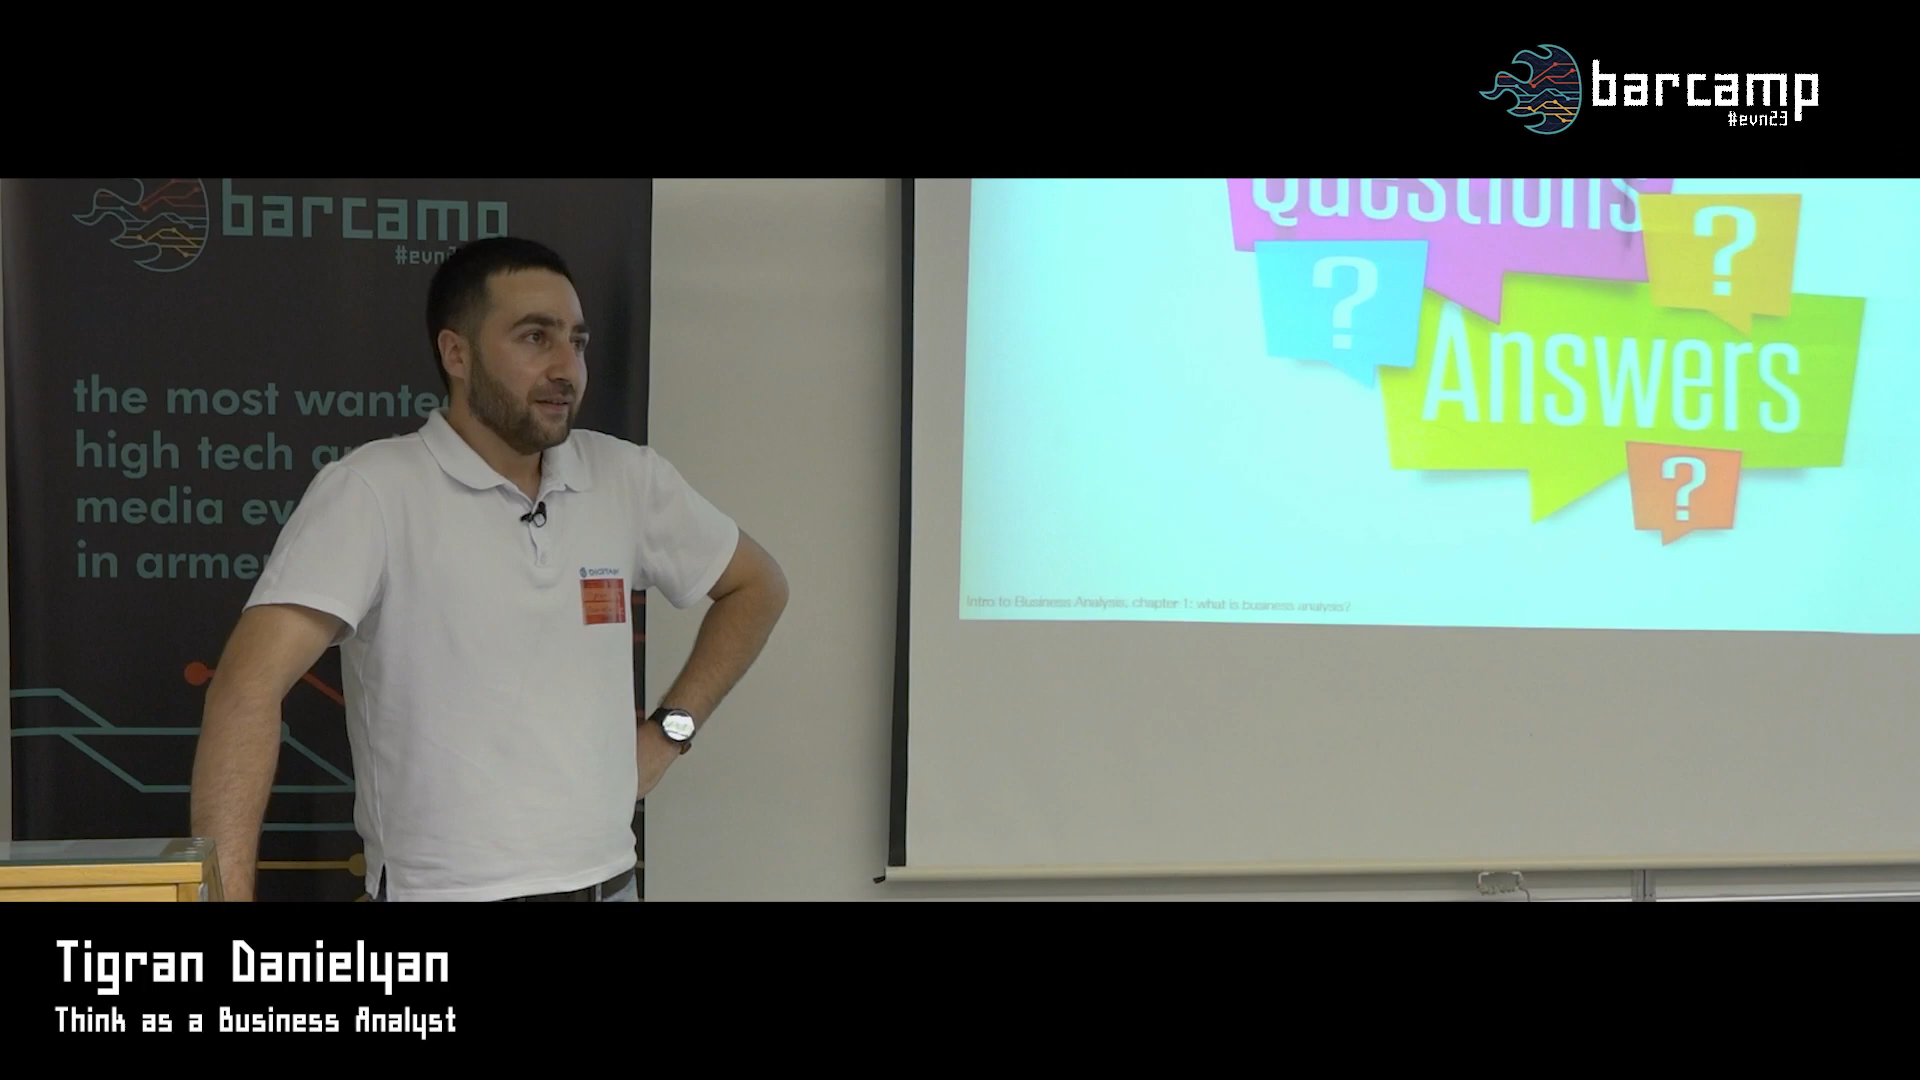 barcamp
#evn23
barcamp
#evn2
the most wante
high tech a
media ev
in arme
Questions
?
?
Answers
?
Intro to Business Analysis, chapter 1: what is business analysis?
Tigran Danielyan
Think as a Business Analyst